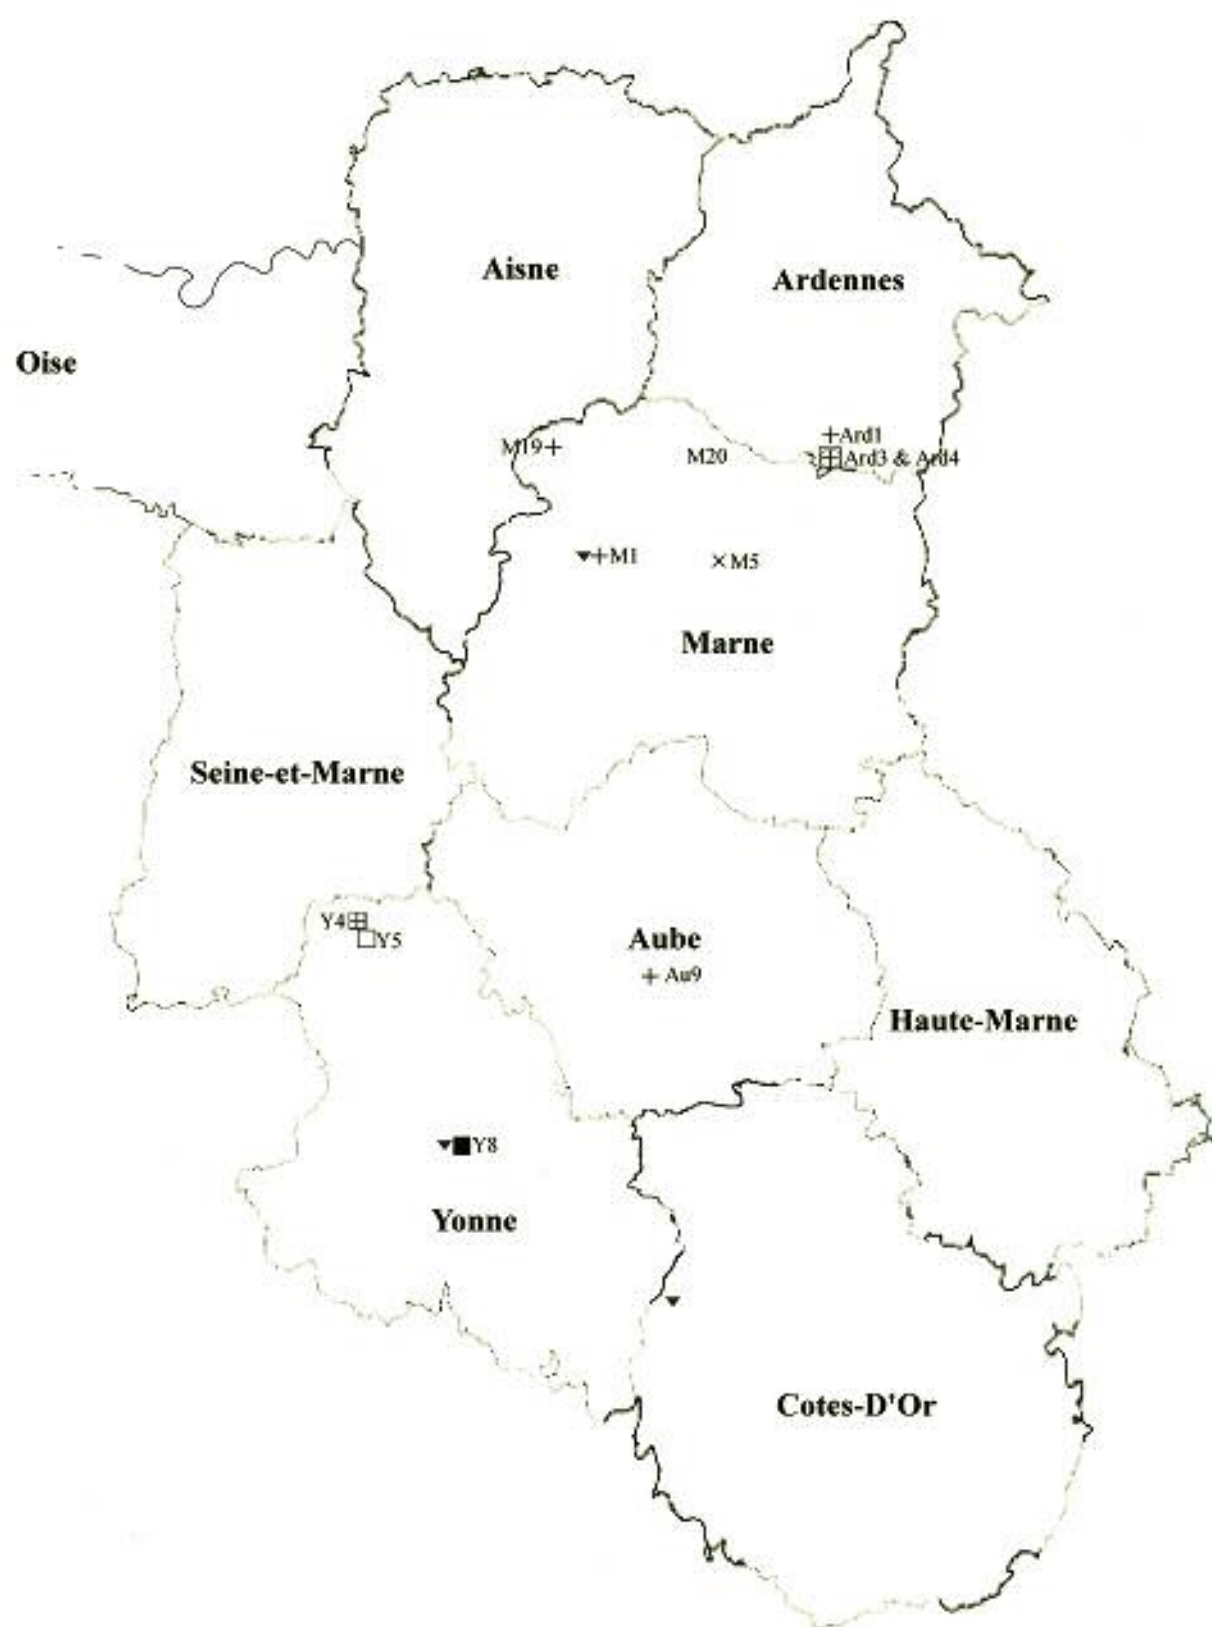 Aisne
Ardennes
Oise
Ard1
M19
M20
Ard3 & Ard4
M1
M5
Marne
Seine-et-Marne
Y4
Y5
Aube
Au9
Haute-Marne
Y8
Yonne
Cotes-D'Or